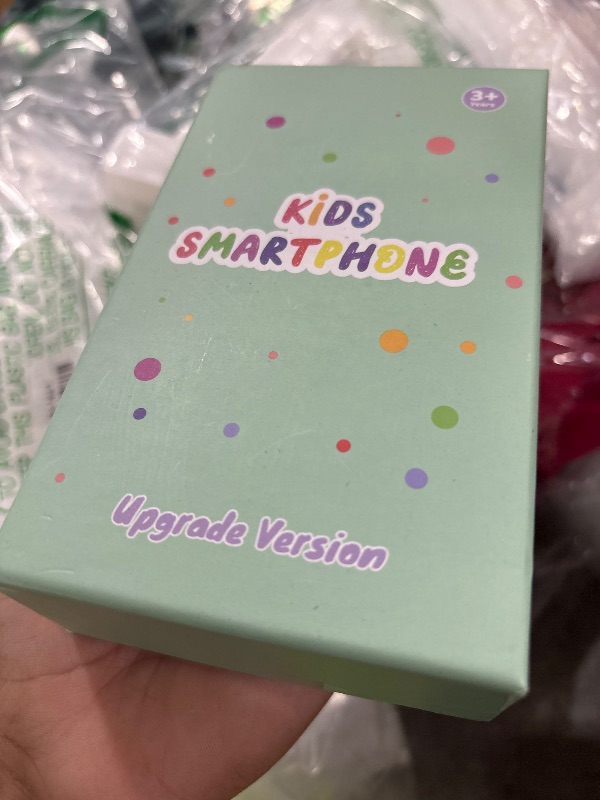 3+
Years
KiDS
SMARTPHONE
Upgrade Version